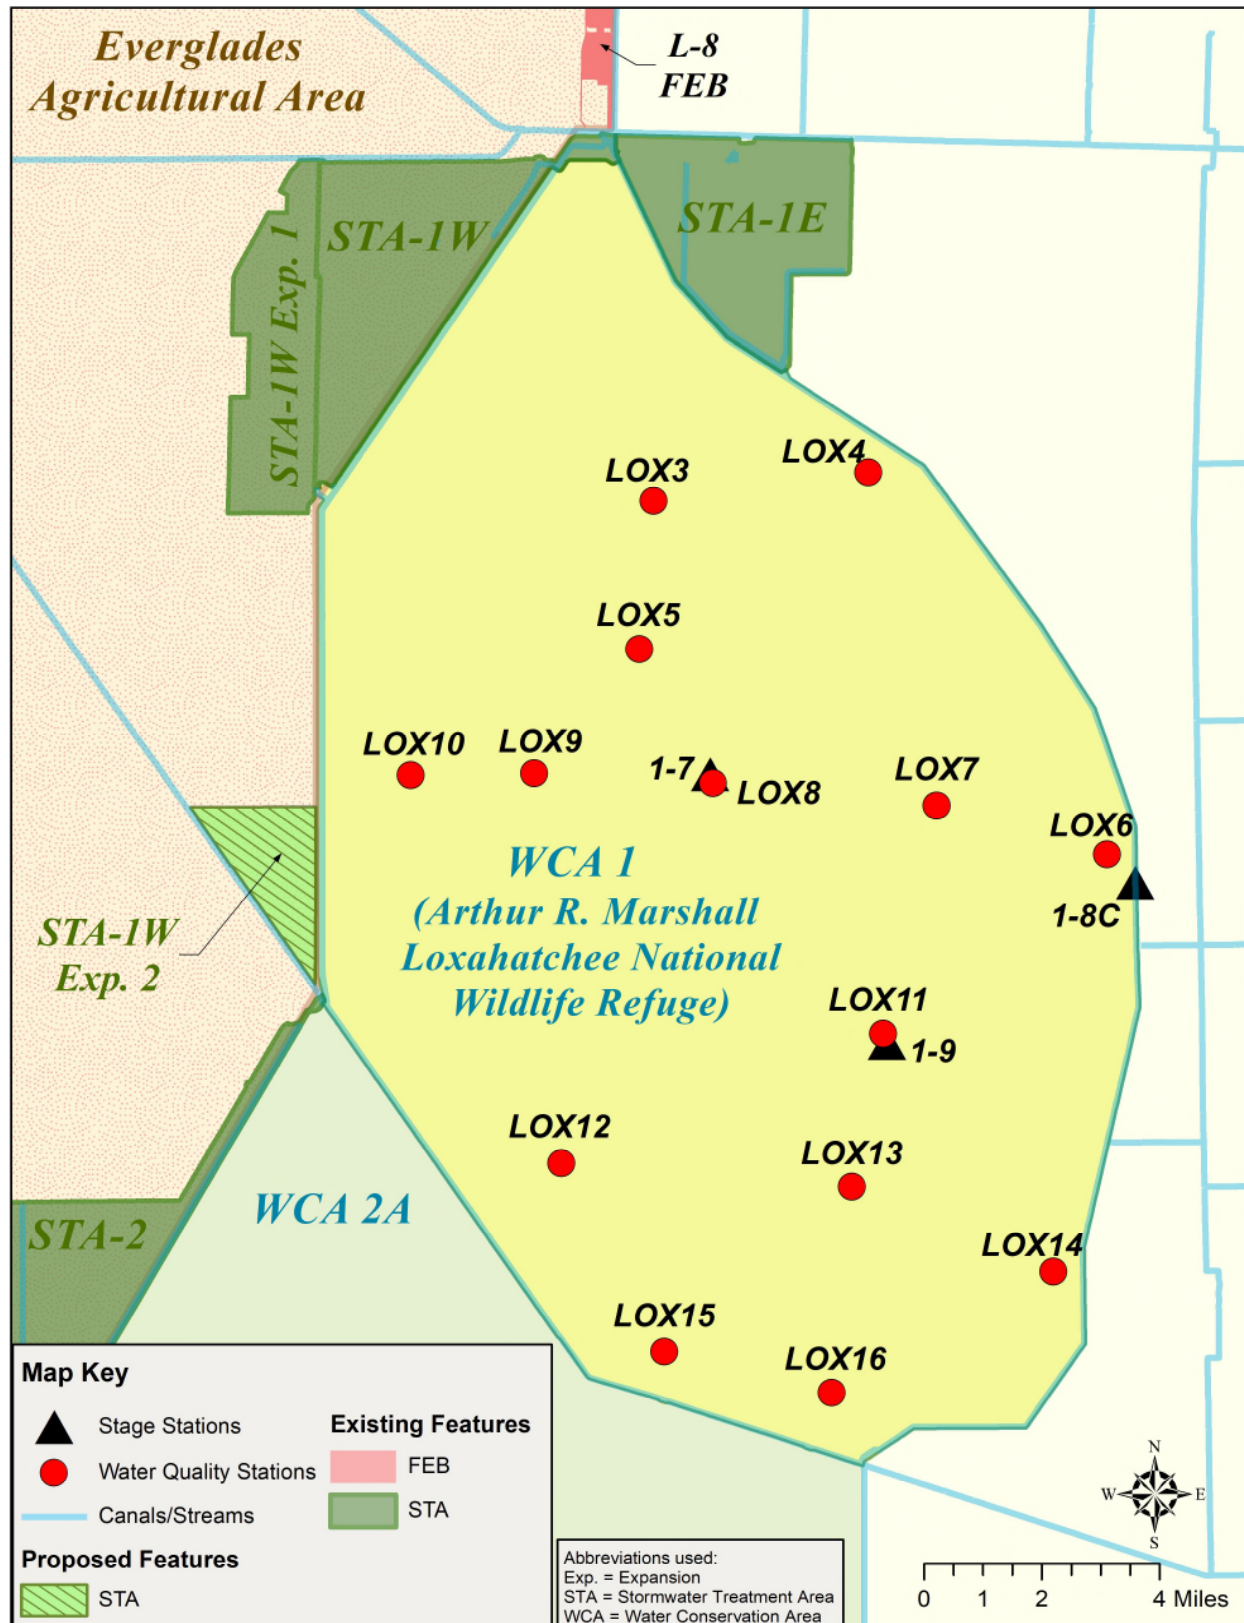 Everglades
Agricultural Area
L-8
FEB
STA-1W
STA-1E
STA-1W Exp. 1
LOX3
LOX4
LOX5
LOX10
LOX9
1-7
LOX8
LOX7
LOX6
1-8C
WCA 1
(Arthur R. Marshall
Loxahatchee National
Wildlife Refuge)
STA-1W
Exp. 2
LOX11
1-9
LOX12
LOX13
WCA 2A
STA-2
LOX14
LOX15
LOX16
Map Key
Stage Stations
Water Quality Stations
Canals/Streams
Proposed Features
STA
Existing Features
FEB
STA
Abbreviations used:
Exp. = Expansion
STA = Stormwater Treatment Area
WCA = Water Conservation Area
N
W
E
S
0 1 2 4 Miles